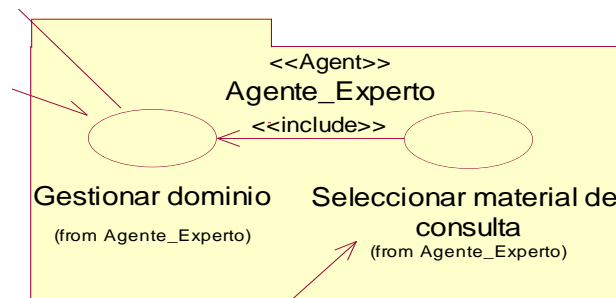 <<Agent>>
Agente_Experto
<<include>>
Gestionar dominio
(from Agente_Experto)
Seleccionar material de
consulta
(from Agente_Experto)